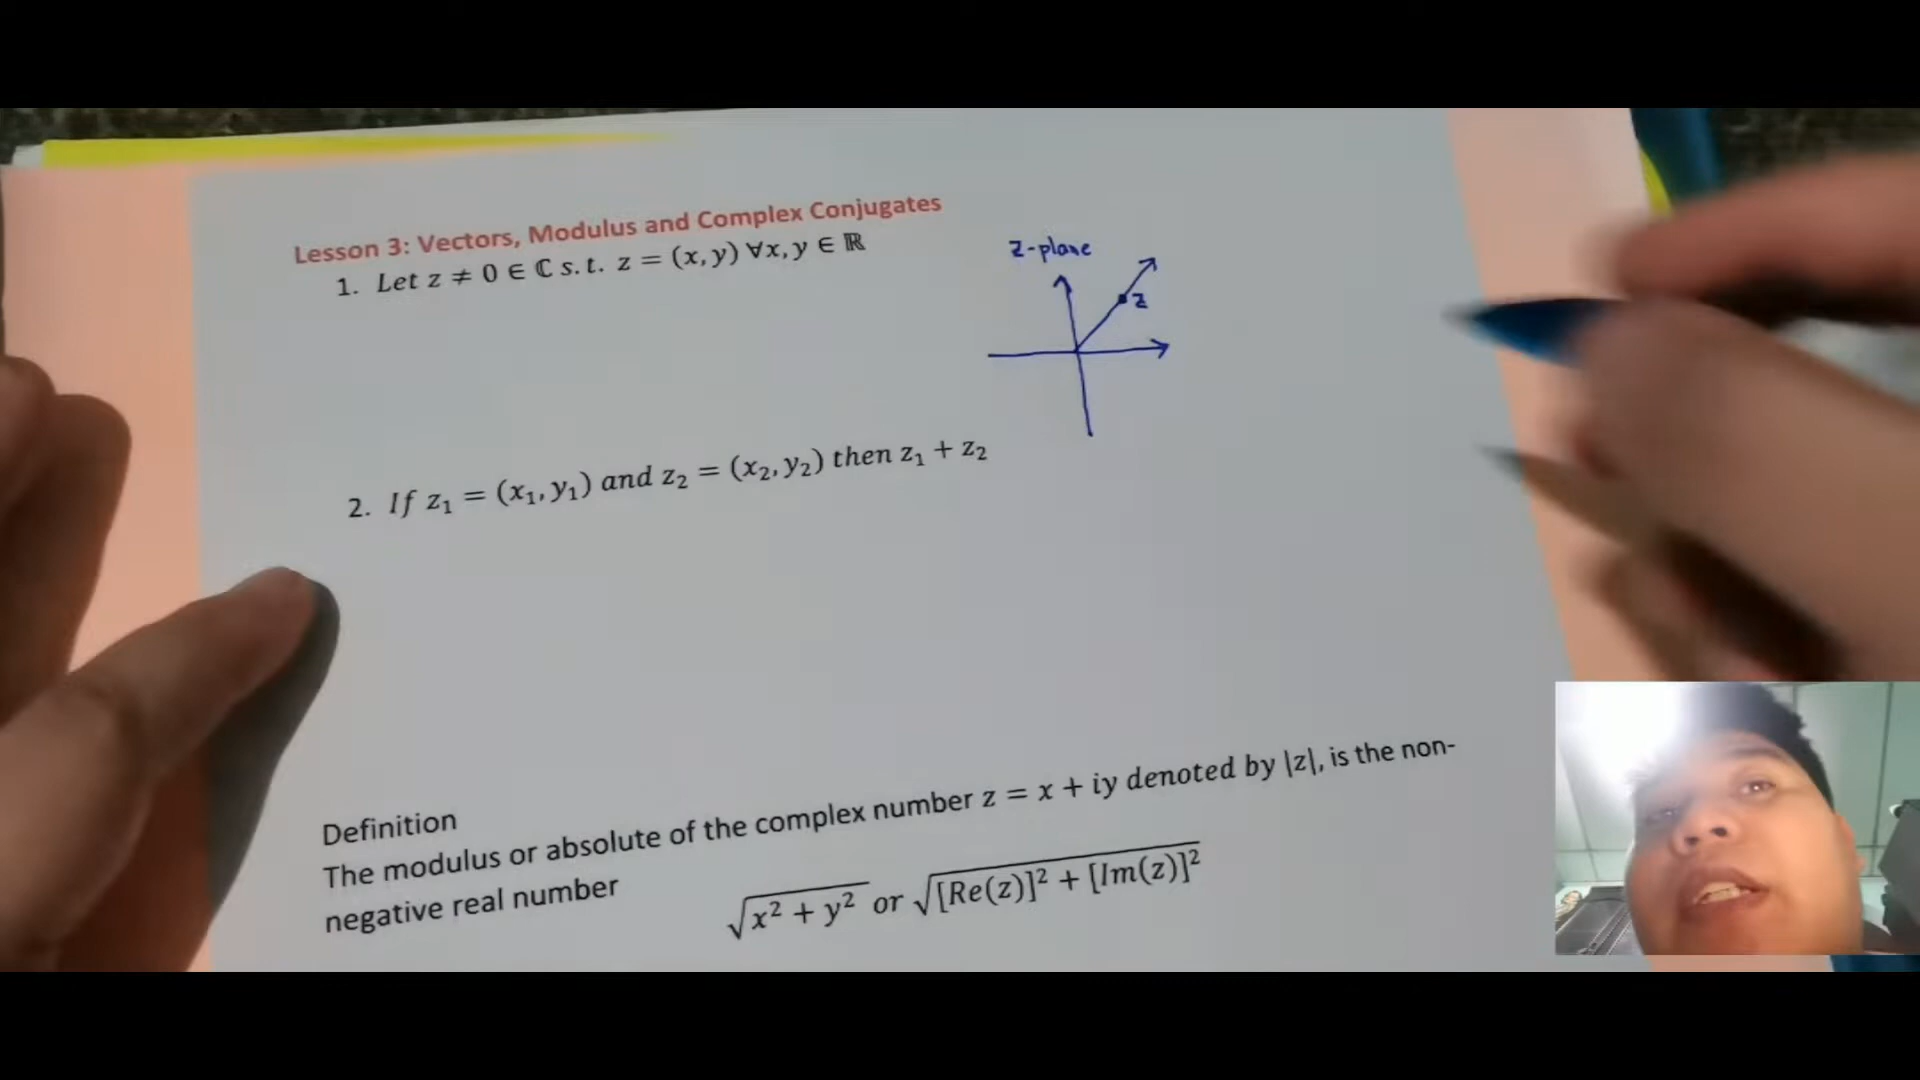 Lesson 3: Vectors, Modulus and Complex Conjugates
1. Let z ≠ 0 ∈ ℂ s.t. z = (x, y) ∀x, y ∈ ℝ
z-plane
z
2. If z₁ = (x₁, y₁) and z₂ = (x₂, y₂) then z₁ + z₂
Definition
The modulus or absolute of the complex number z = x + iy denoted by |z|, is the non-
negative real number
√x² + y² or √[Re(z)]² + [Im(z)]²